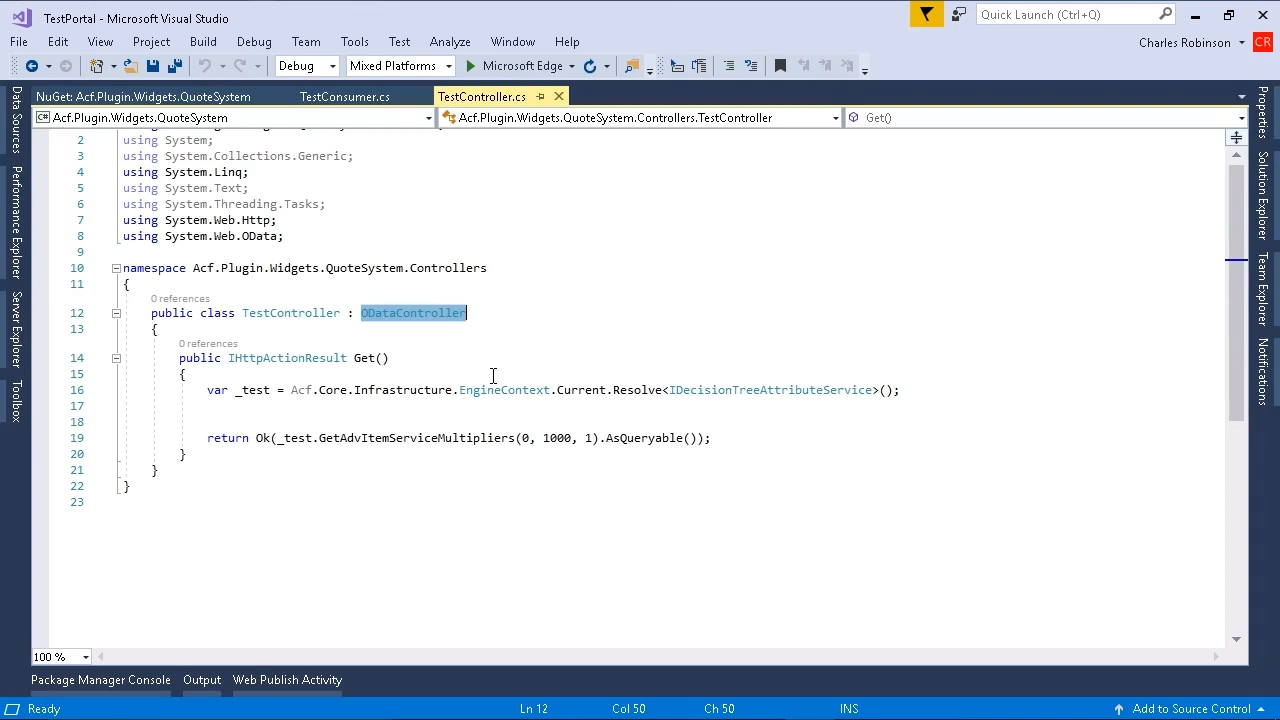 TestPortal - Microsoft Visual Studio
Quick Launch (Ctrl+Q)
File Edit View Project Build Debug Team Tools Test Analyze Window Help
Charles Robinson CR
Debug Mixed Platforms Microsoft Edge
NuGet: Acf.Plugin.Widgets.QuoteSystem TestConsumer.cs TestController.cs
Acf.Plugin.Widgets.QuoteSystem Acf.Plugin.Widgets.QuoteSystem.Controllers.TestController Get()
2 using System;
3 using System.Collections.Generic;
4 using System.Linq;
5 using System.Text;
6 using System.Threading.Tasks;
7 using System.Web.Http;
8 using System.Web.OData;
9
10 namespace Acf.Plugin.Widgets.QuoteSystem.Controllers
11 {
0 references
12 public class TestController : ODataController
13 {
0 references
14 public IHttpActionResult Get()
15 {
16 var _test = Acf.Core.Infrastructure.EngineContext.Current.Resolve<IDecisionTreeAttributeService>();
17
18
19 return Ok(_test.GetAdvItemServiceMultipliers(0, 1000, 1).AsQueryable());
20 }
21 }
22 }
23
Data Sources
Performance Explorer
Server Explorer
Toolbox
Properties
Solution Explorer
Team Explorer
Notifications
100 %
Package Manager Console Output Web Publish Activity
Ready Ln 12 Col 50 Ch 50 INS Add to Source Control